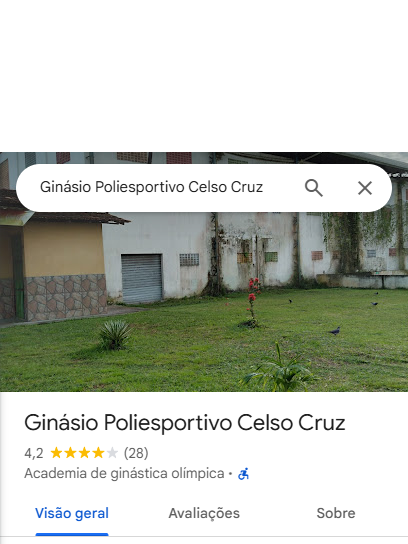 Ginásio Poliesportivo Celso Cruz
Ginásio Poliesportivo Celso Cruz
4,2 (28)
Academia de ginástica olímpica ·
Visão geral Avaliações Sobre